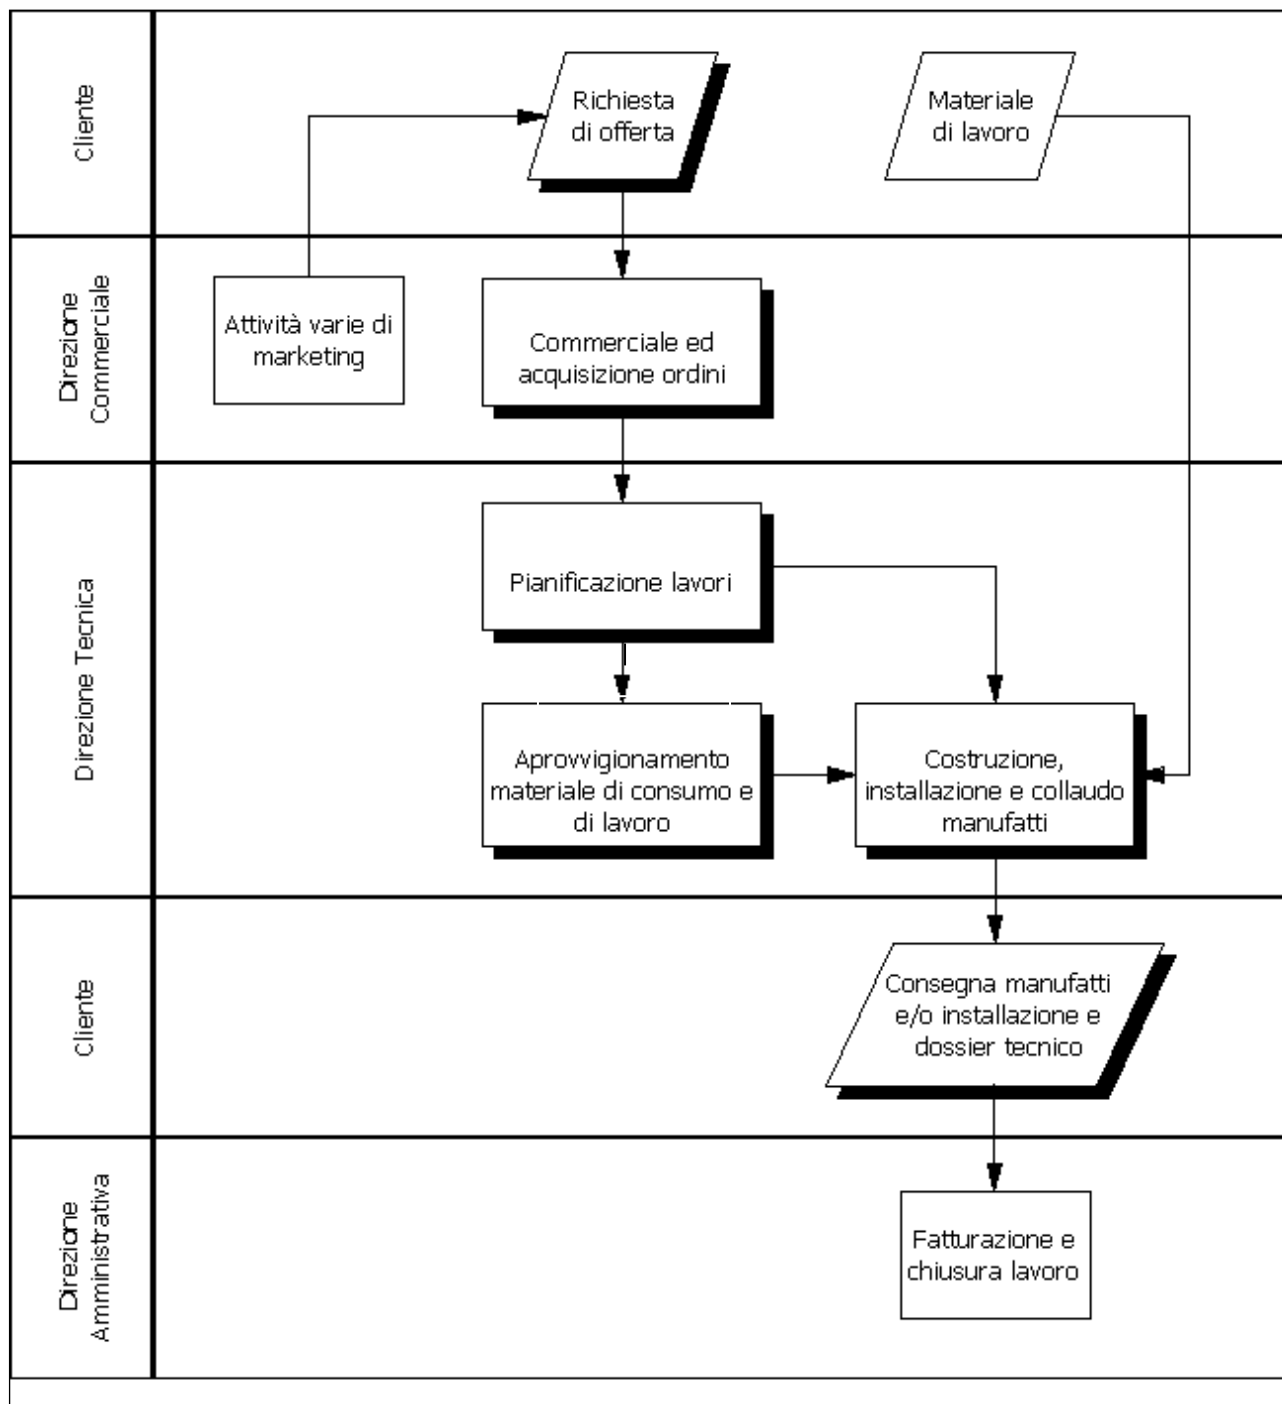 Cliente
Richiesta
di offerta
Materiale
di lavoro
Direzione
Commerciale
Attività varie di
marketing
Commerciale ed
acquisizione ordini
Direzione Tecnica
Pianificazione lavori
Aprovvigionamento
materiale di consumo e
di lavoro
Costruzione,
installazione e collaudo
manufatti
Cliente
Consegna manufatti
e/o installazione e
dossier tecnico
Direzione
Amministrativa
Fatturazione e
chiusura lavoro